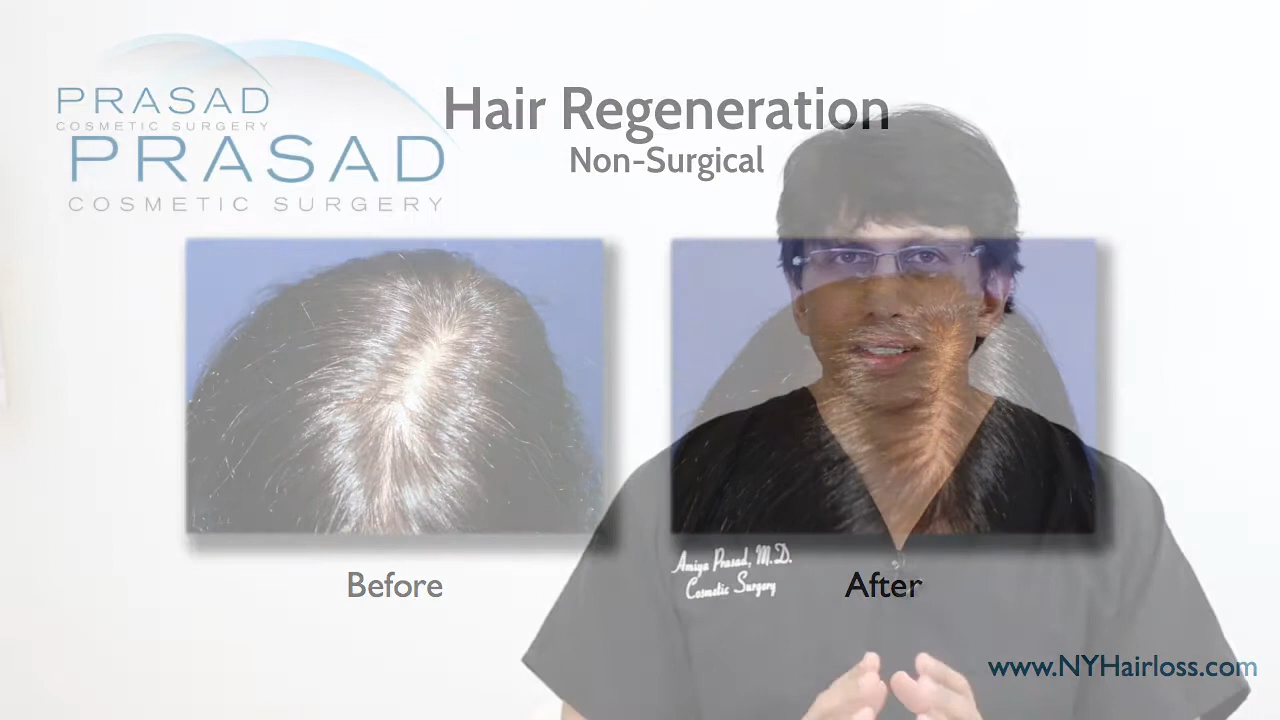 PRASAD
COSMETIC SURGERY
PRASAD
COSMETIC SURGERY
Hair Regeneration
Non-Surgical
Before
After
Amiya Prasad, M.D.
Cosmetic Surgery
www.NYHairloss.com